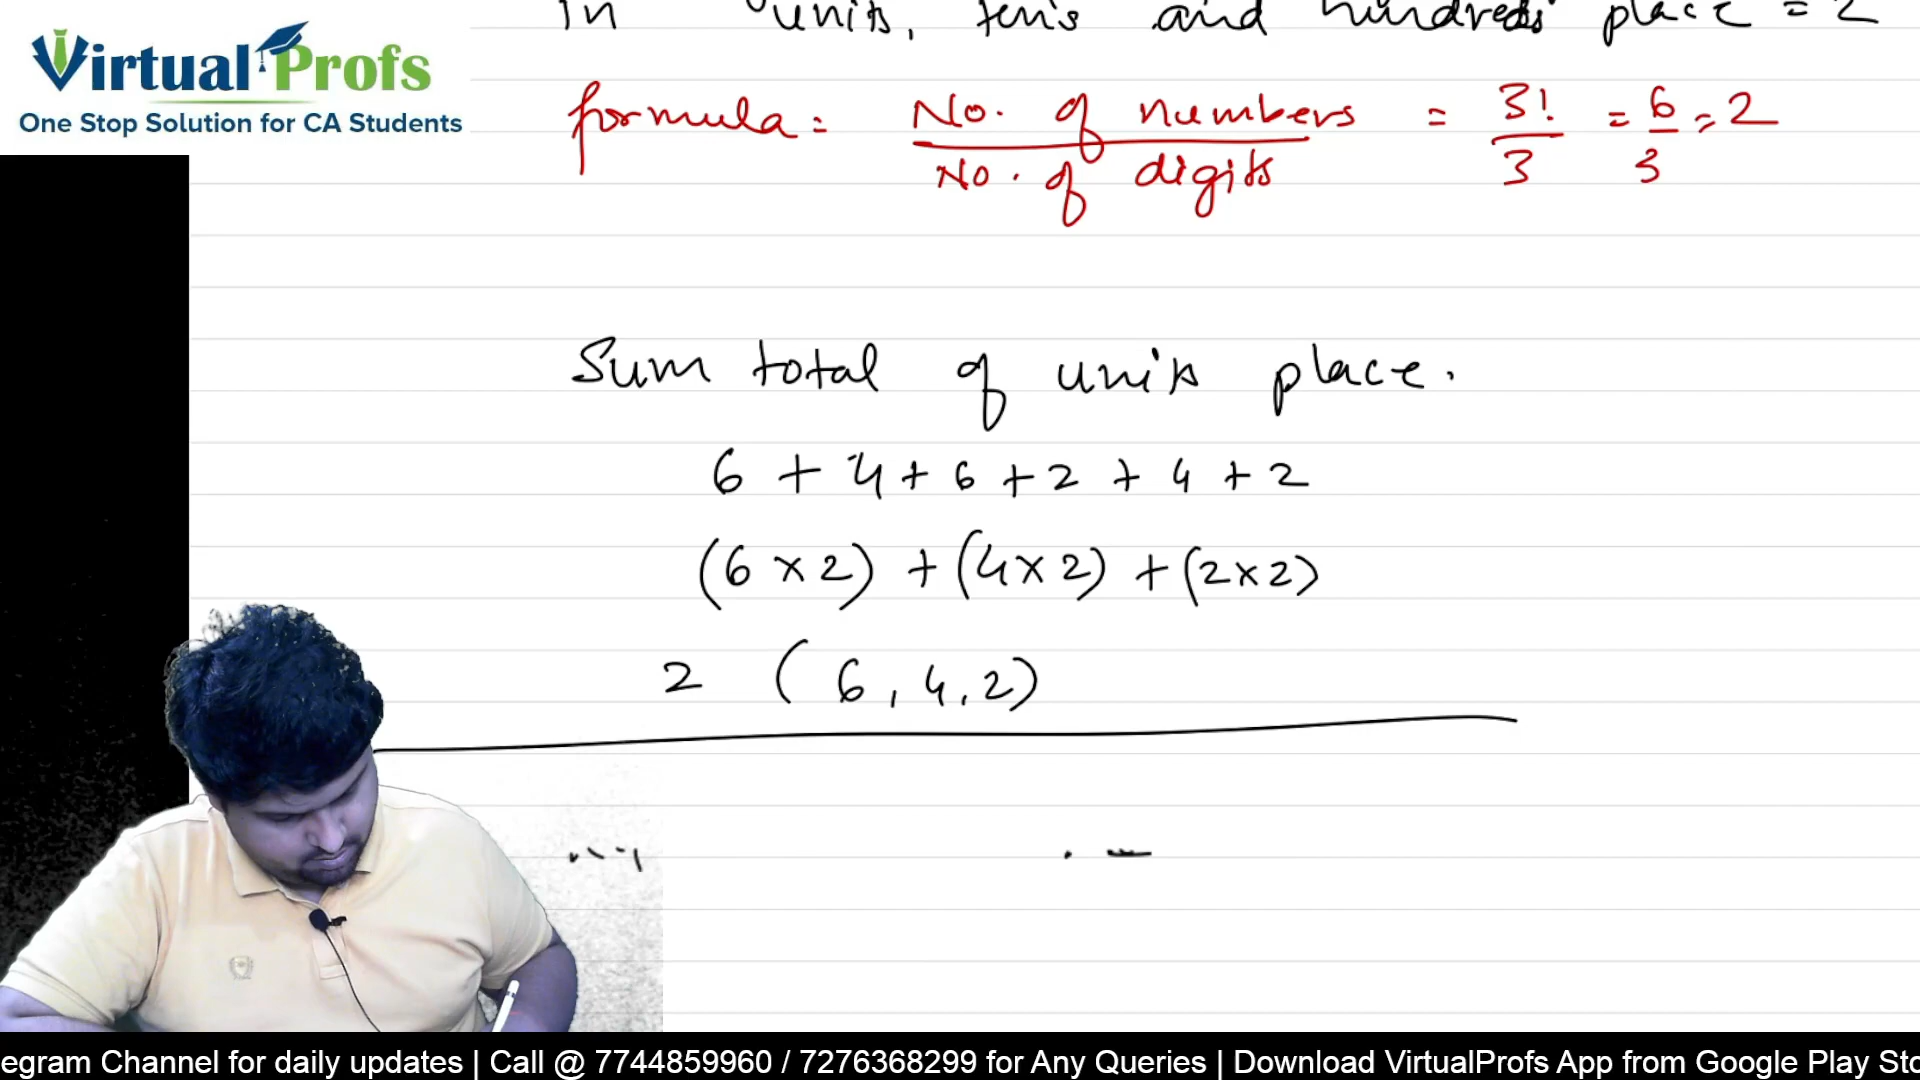 In units, ten's and hundreds place = 2
Virtual Profs
One Stop Solution for CA Students
formula = No. of numbers / No. of digits = 3! / 3 = 6 / 3 = 2
Sum total of units place.
6 + 4 + 6 + 2 + 4 + 2
(6 × 2) + (4 × 2) + (2 × 2)
2 ( 6, 4, 2)
egram Channel for daily updates | Call @ 7744859960 / 7276368299 for Any Queries | Download VirtualProfs App from Google Play Sto